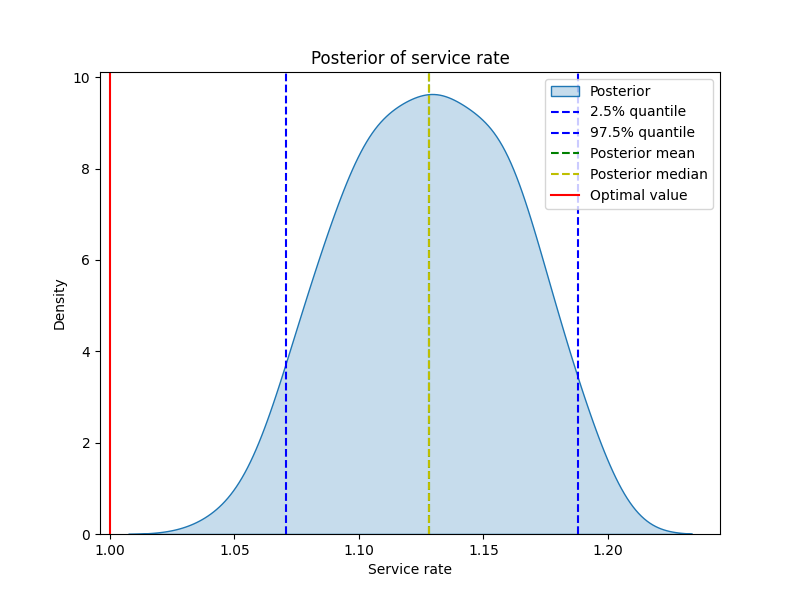 Posterior of service rate
10
8
6
4
2
0
Density
1.00
1.05
1.10
1.15
1.20
Service rate
Posterior
2.5% quantile
97.5% quantile
Posterior mean
Posterior median
Optimal value